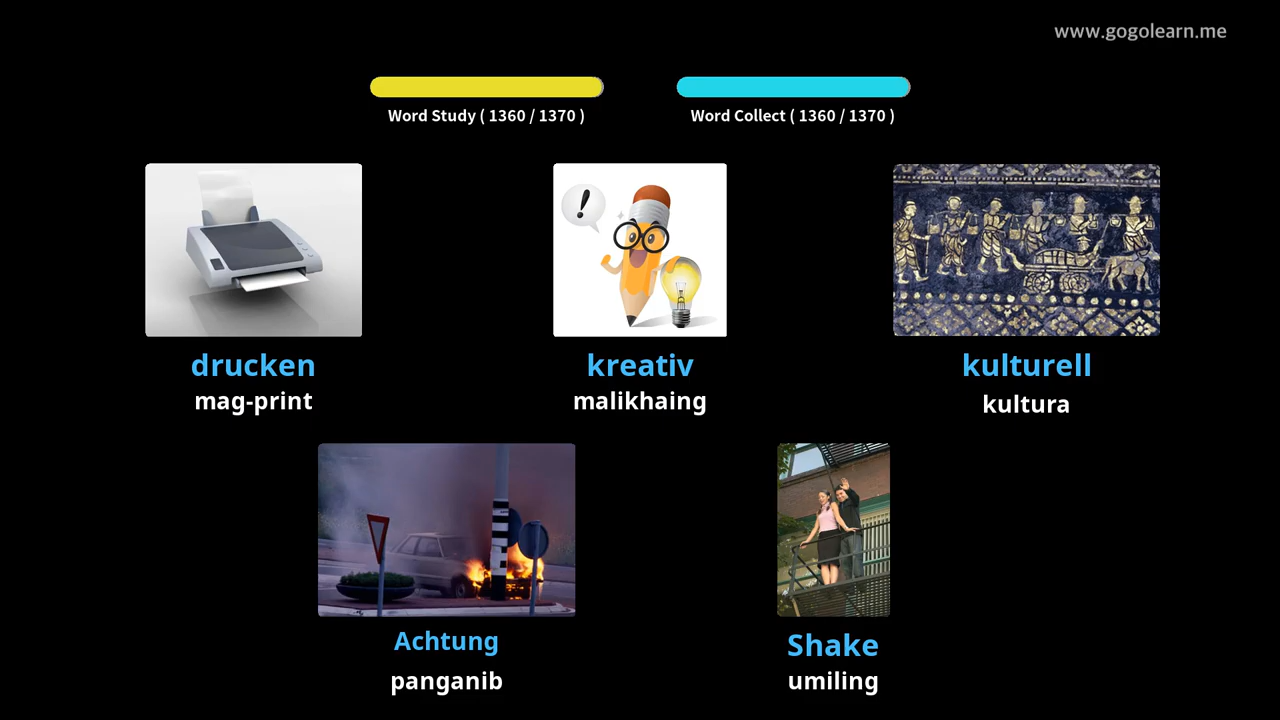 www.gogolearn.me
Word Study ( 1360 / 1370 )
Word Collect ( 1360 / 1370 )
drucken
mag-print
kreativ
malikhaing
kulturell
kultura
Achtung
panganib
Shake
umiling